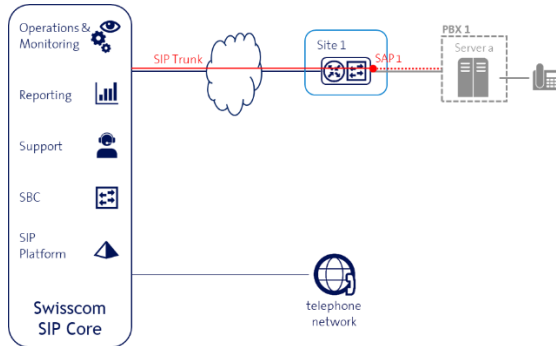 Operations &
Monitoring
Reporting
Support
SBC
SIP
Platform
Swisscom
SIP Core
SIP Trunk
Site 1
SAP 1
PBX 1
Server a
telephone
network